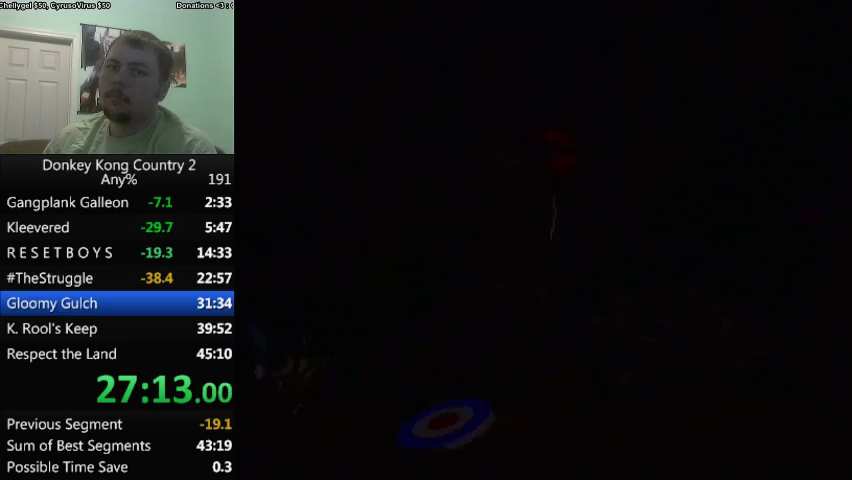 Chellygel $50, CyrusoVirus $50 Donations <3 :
Donkey Kong Country 2
Any% 191
Gangplank Galleon -7.1 2:33
Kleevered -29.7 5:47
R E S E T B O Y S -19.3 14:33
#TheStruggle -38.4 22:57
Gloomy Gulch 31:34
K. Rool's Keep 39:52
Respect the Land 45:10
27:13.00
Previous Segment -19.1
Sum of Best Segments 43:19
Possible Time Save 0.3